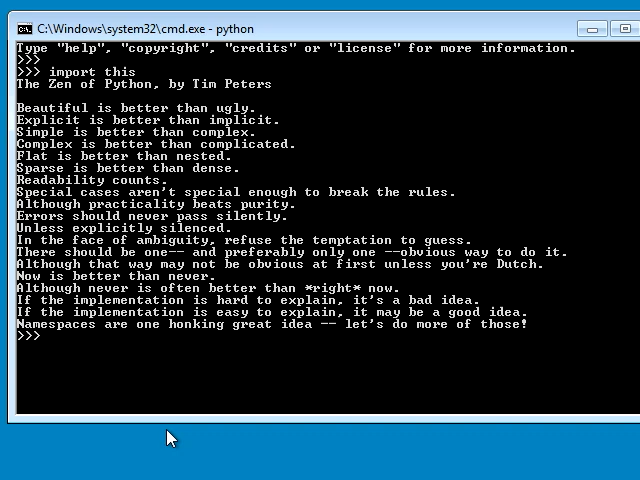 C:\Windows\system32\cmd.exe - python
Type "help", "copyright", "credits" or "license" for more information.
>>>
>>> import this
The Zen of Python, by Tim Peters
Beautiful is better than ugly.
Explicit is better than implicit.
Simple is better than complex.
Complex is better than complicated.
Flat is better than nested.
Sparse is better than dense.
Readability counts.
Special cases aren't special enough to break the rules.
Although practicality beats purity.
Errors should never pass silently.
Unless explicitly silenced.
In the face of ambiguity, refuse the temptation to guess.
There should be one-- and preferably only one --obvious way to do it.
Although that way may not be obvious at first unless you're Dutch.
Now is better than never.
Although never is often better than *right* now.
If the implementation is hard to explain, it's a bad idea.
If the implementation is easy to explain, it may be a good idea.
Namespaces are one honking great idea -- let's do more of those!
>>>